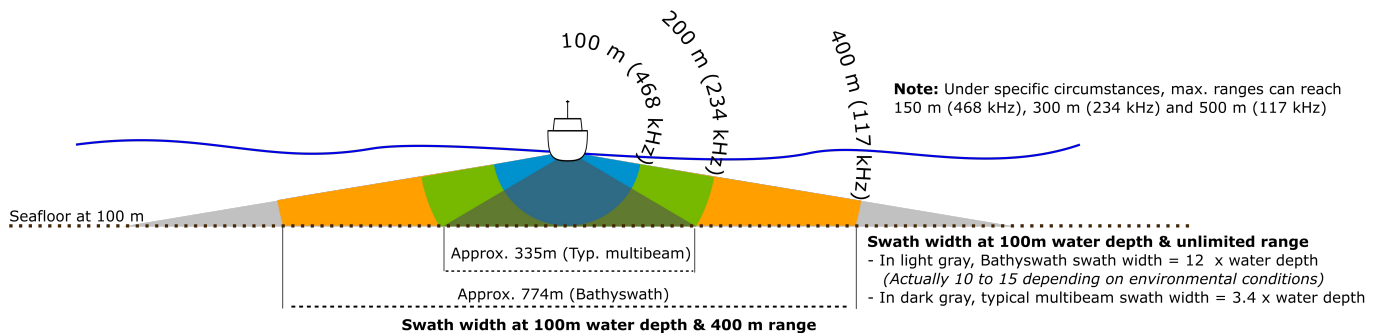 100 m (468 kHz)
200 m (234 kHz)
400 m (117 kHz)
Note: Under specific circumstances, max. ranges can reach
150 m (468 kHz), 300 m (234 kHz) and 500 m (117 kHz)
Seafloor at 100 m
Approx. 335m (Typ. multibeam)
Approx. 774m (Bathyswath)
Swath width at 100m water depth & 400 m range
Swath width at 100m water depth & unlimited range
- In light gray, Bathyswath swath width = 12 x water depth
(Actually 10 to 15 depending on environmental conditions)
- In dark gray, typical multibeam swath width = 3.4 x water depth